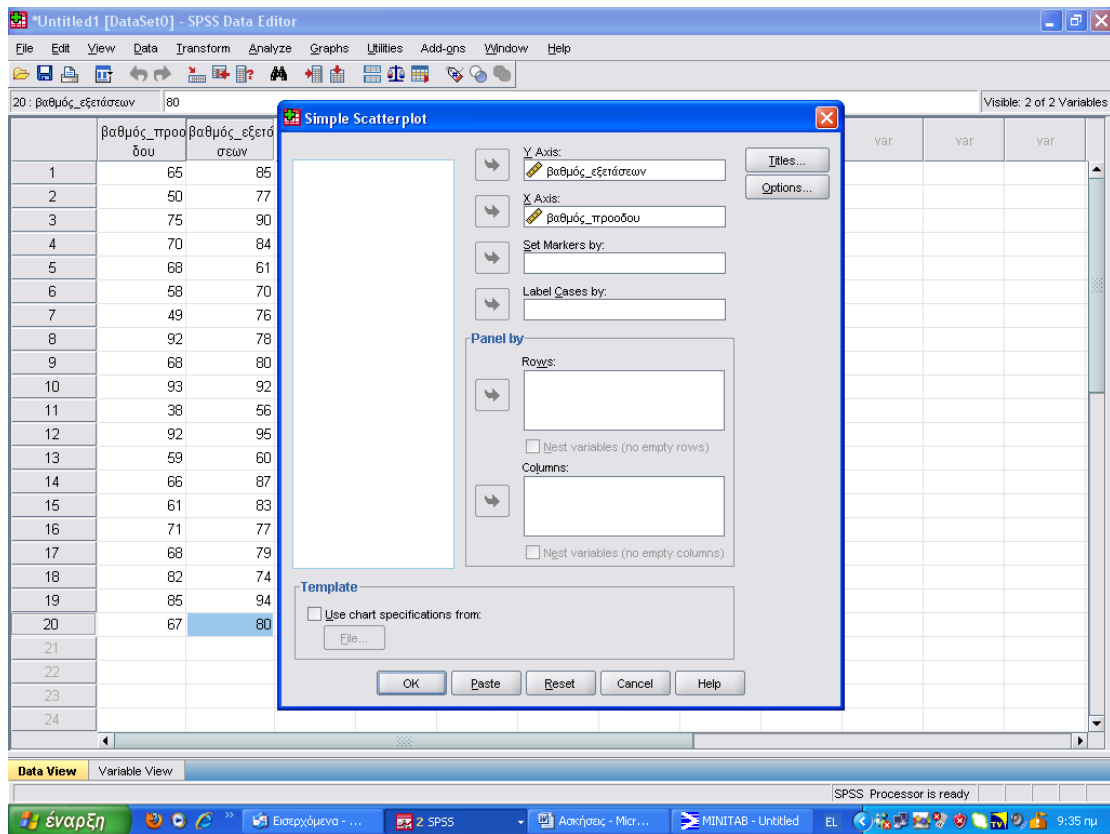 *Untitled1 [DataSet0] - SPSS Data Editor
File Edit View Data Transform Analyze Graphs Utilities Add-ons Window Help
20 : βαθμός_εξετάσεων 80 Visible: 2 of 2 Variables
βαθμός_προο βαθμός_εξετά var var var
δου σεων
1 65 85
2 50 77
3 75 90
4 70 84
5 68 61
6 58 70
7 49 76
8 92 78
9 68 80
10 93 92
11 38 56
12 92 95
13 59 60
14 66 87
15 61 83
16 71 77
17 68 79
18 82 74
19 85 94
20 67 80
21
22
23
24
Simple Scatterplot
Y Axis:
βαθμός_εξετάσεων
X Axis:
βαθμός_προοδου
Set Markers by:
Label Cases by:
Titles...
Options...
Panel by
Rows:
Nest variables (no empty rows)
Columns:
Nest variables (no empty columns)
Template
Use chart specifications from:
File...
OK Paste Reset Cancel Help
Data View Variable View
SPSS Processor is ready
έναρξη » Εισερχόμενα - ... 2 SPSS Ασκήσεις - Micr... MINITAB - Untitled EL 9:35 πμ